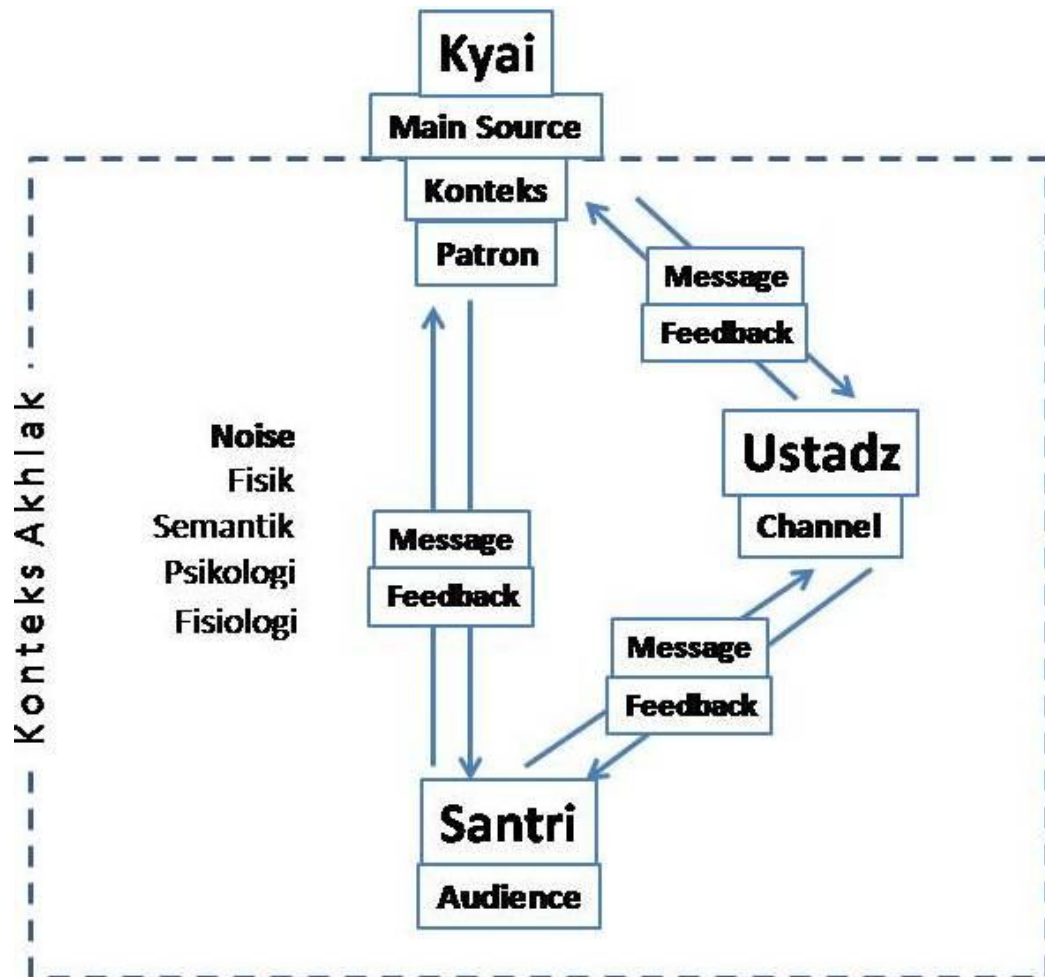 Kyai
Main Source
Konteks
Patron
Message
Feedback
Ustadz
Channel
Konteks Akhlak
Noise
Fisik
Semantik
Psikologi
Fisiologi
Message
Feedback
Message
Feedback
Santri
Audience